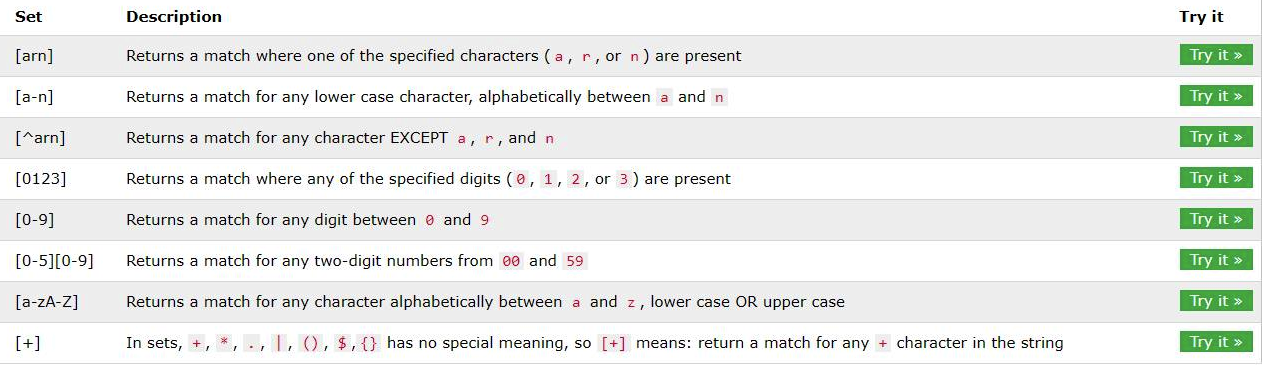 Set Description Try it
[arn] Returns a match where one of the specified characters (a, r, or n) are present Try it »
[a-n] Returns a match for any lower case character, alphabetically between a and n Try it »
[^arn] Returns a match for any character EXCEPT a, r, and n Try it »
[0123] Returns a match where any of the specified digits (0, 1, 2, or 3) are present Try it »
[0-9] Returns a match for any digit between 0 and 9 Try it »
[0-5][0-9] Returns a match for any two-digit numbers from 00 and 59 Try it »
[a-zA-Z] Returns a match for any character alphabetically between a and z, lower case OR upper case Try it »
[+] In sets, +, *, ., |, (), $,{} has no special meaning, so [+] means: return a match for any + character in the string Try it »